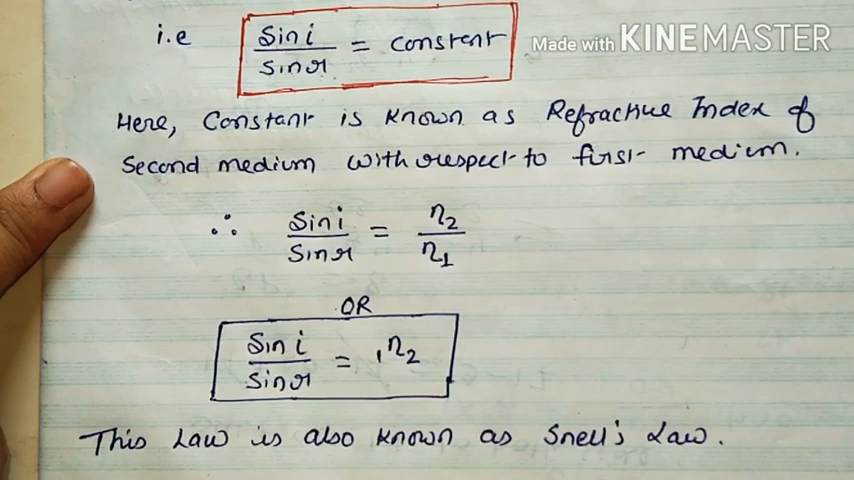 i.e sin i / sin r = constant
Made with KINEMASTER
Here, Constant is known as Refractive Index of
Second medium with respect to first medium.
∴ sin i / sin r = n₂ / n₁
OR
sin i / sin r = ₁n₂
This Law is also known as Snell's Law.